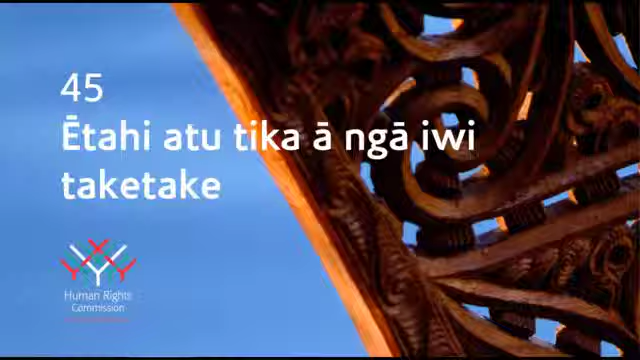 45
Ētahi atu tika ā ngā iwi
taketake
Human Rights
Commission